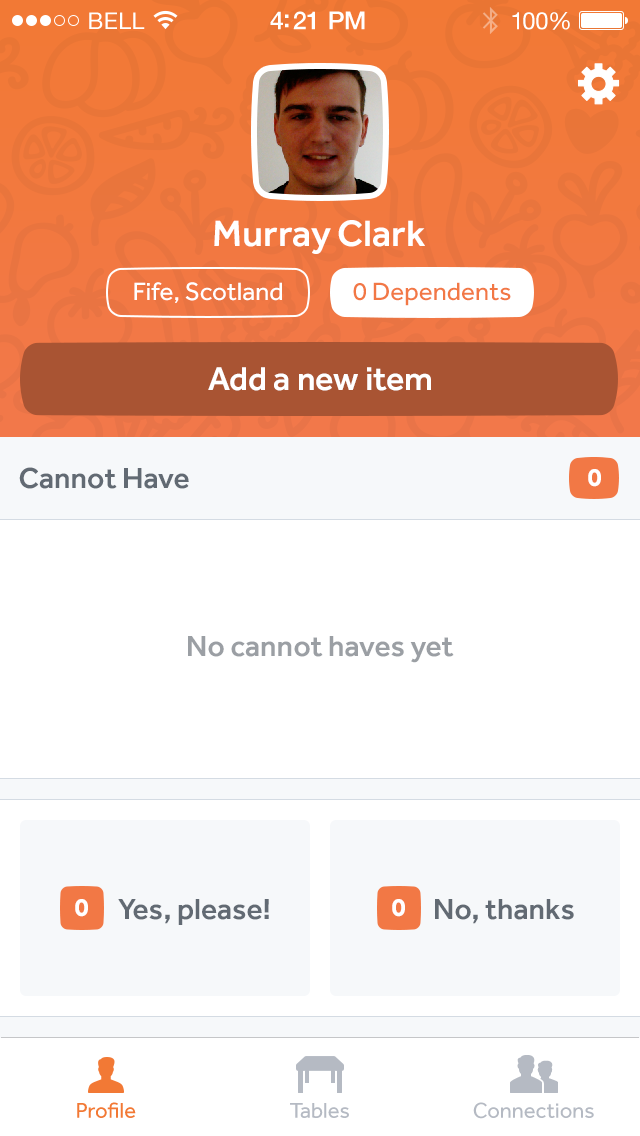 BELL 4:21 PM 100%
Murray Clark
Fife, Scotland 0 Dependents
Add a new item
Cannot Have 0
No cannot haves yet
0 Yes, please! 0 No, thanks
Profile Tables Connections